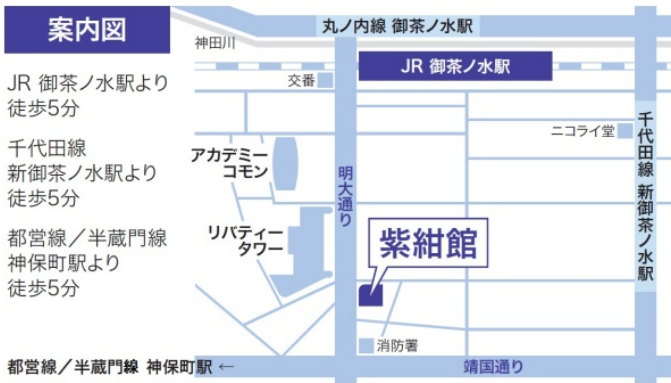 案内図
JR 御茶ノ水駅より
徒歩5分
千代田線
新御茶ノ水駅より
徒歩5分
都営線／半蔵門線
神保町駅より
徒歩5分
丸ノ内線 御茶ノ水駅
神田川
JR 御茶ノ水駅
交番
ニコライ堂
千代田線 新御茶ノ水駅
アカデミー
コモン
明大通り
リバティー
タワー
紫紺館
消防署
都営線／半蔵門線 神保町駅 ←
靖国通り